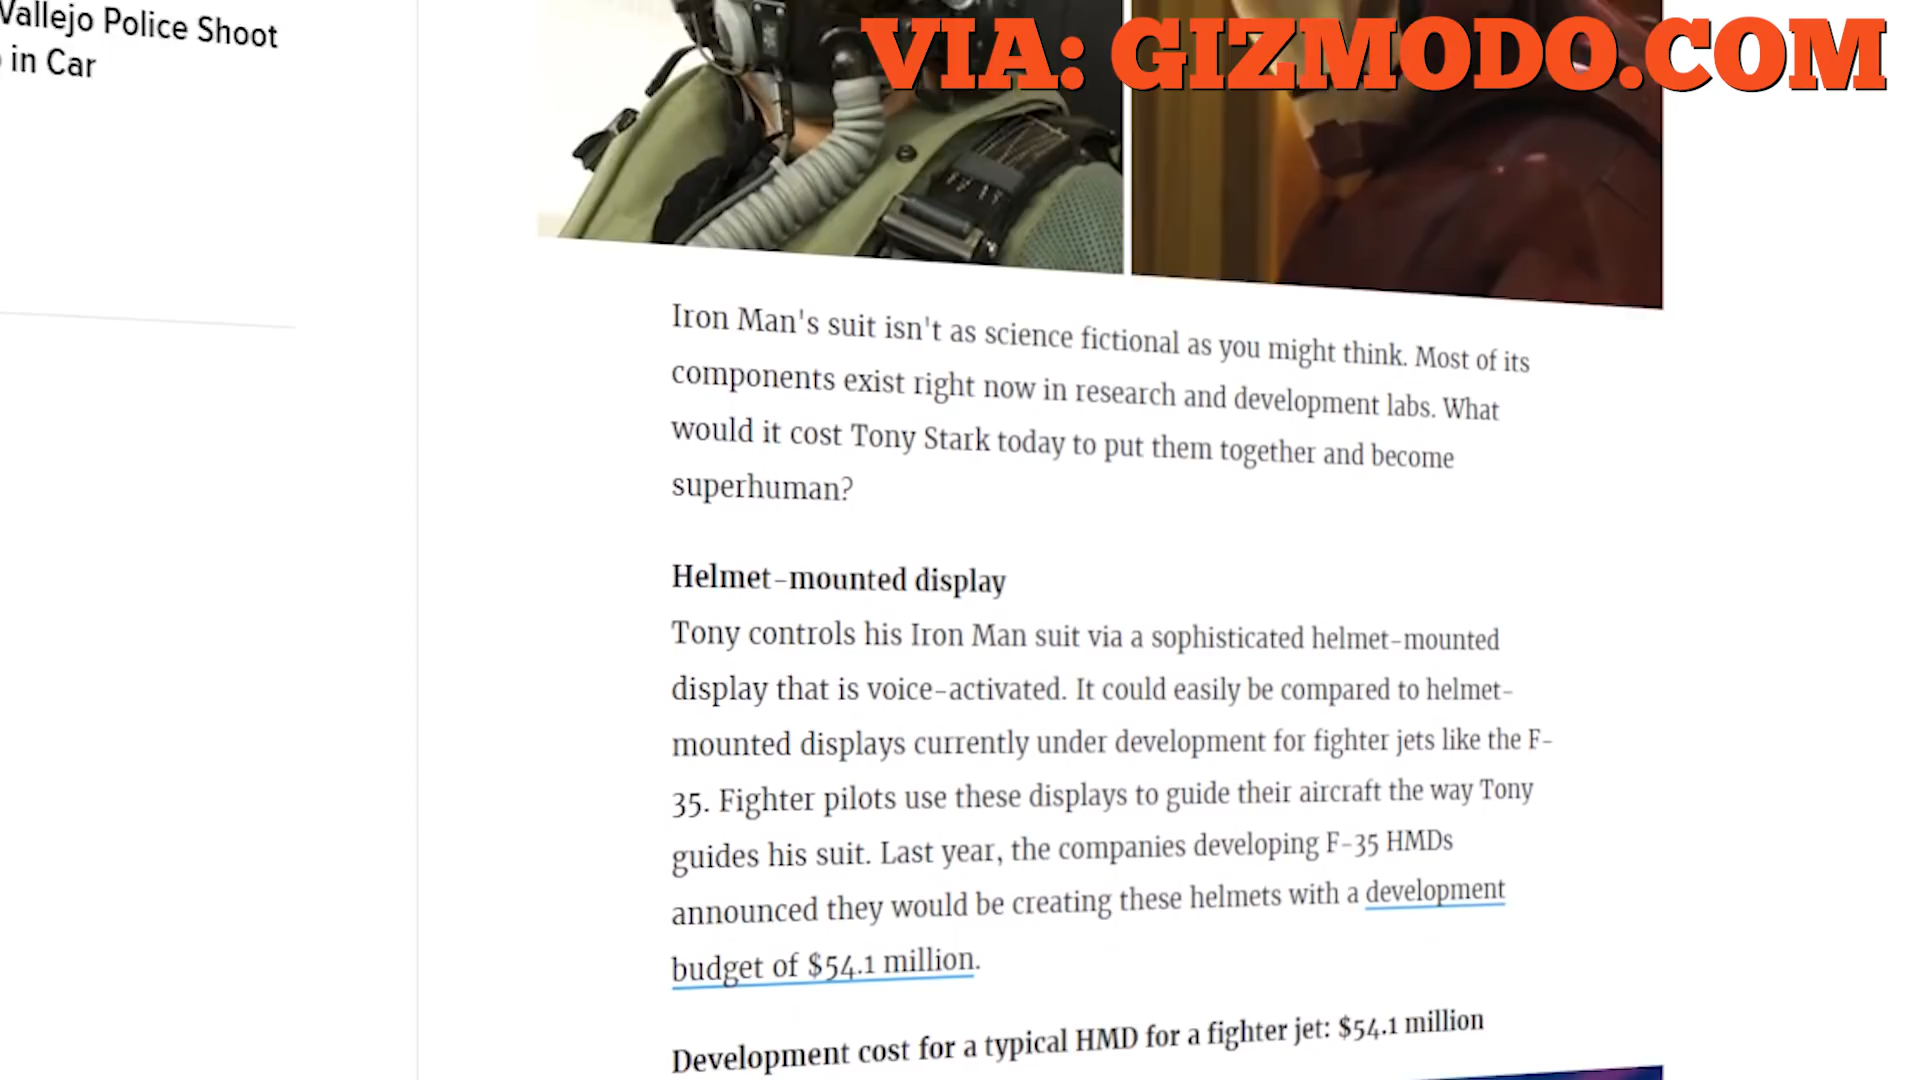 Vallejo Police Shoot
in Car
VIA: GIZMODO.COM
Iron Man's suit isn't as science fictional as you might think. Most of its
components exist right now in research and development labs. What
would it cost Tony Stark today to put them together and become
superhuman?
Helmet-mounted display
Tony controls his Iron Man suit via a sophisticated helmet-mounted
display that is voice-activated. It could easily be compared to helmet-
mounted displays currently under development for fighter jets like the F-
35. Fighter pilots use these displays to guide their aircraft the way Tony
guides his suit. Last year, the companies developing F-35 HMDs
announced they would be creating these helmets with a development
budget of $54.1 million.
Development cost for a typical HMD for a fighter jet: $54.1 million